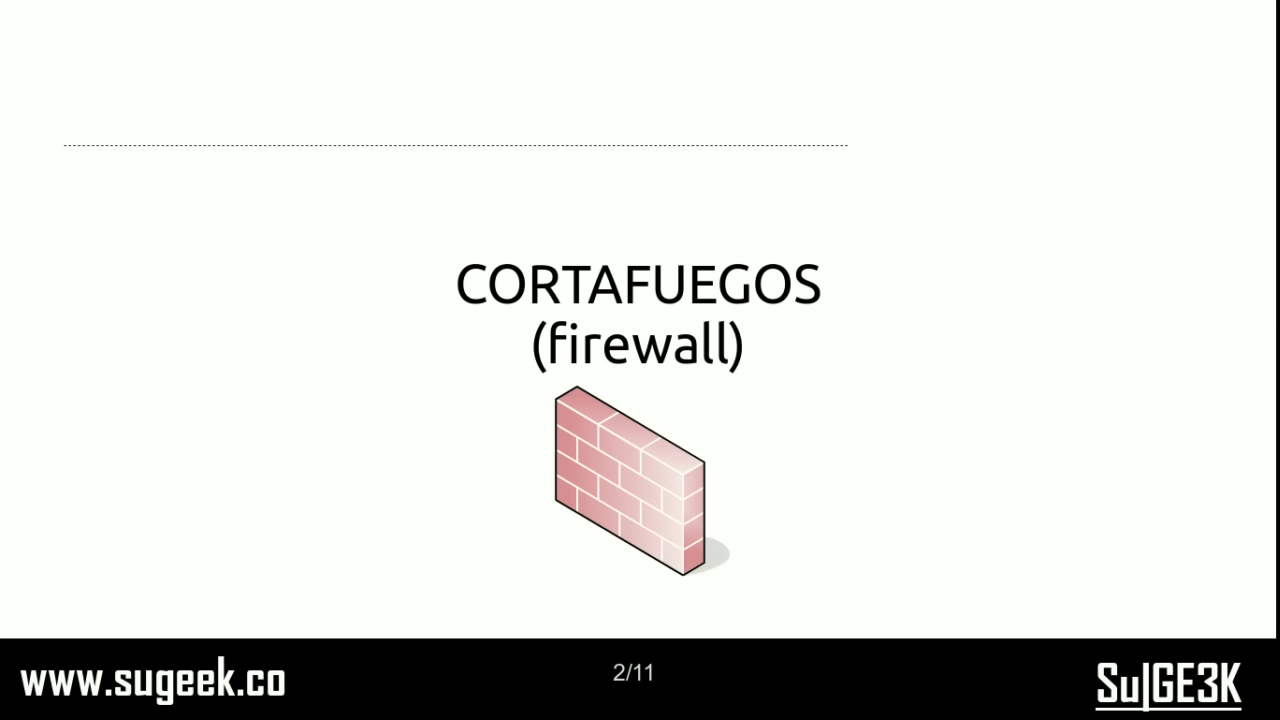 CORTAFUEGOS
(firewall)
www.sugeek.co
2/11
Su|GE3K